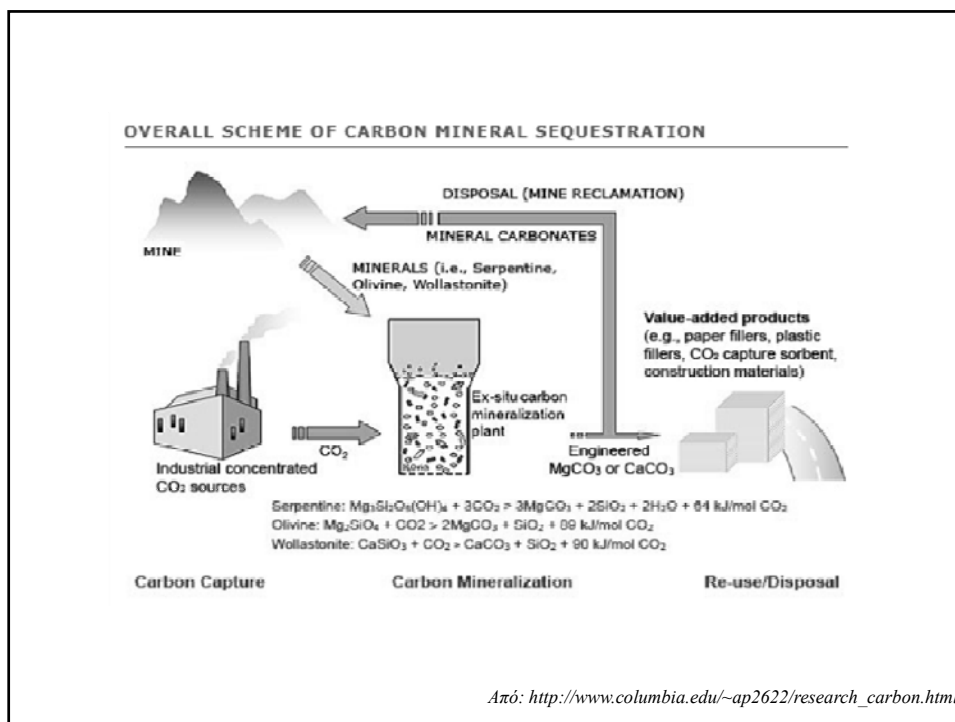 OVERALL SCHEME OF CARBON MINERAL SEQUESTRATION
DISPOSAL (MINE RECLAMATION)
MINERAL CARBONATES
MINE
MINERALS (i.e., Serpentine,
Olivine, Wollastonite)
Value-added products
(e.g., paper fillers, plastic
fillers, CO₂ capture sorbent,
construction materials)
Ex-situ carbon
mineralization
plant
CO₂
Engineered
MgCO₃ or CaCO₃
Industrial concentrated
CO₂ sources
Serpentine: Mg₃Si₂O₅(OH)₄ + 3CO₂ > 3MgCO₃ + 2SiO₂ + 2H₂O + 64 kJ/mol CO₂
Olivine: Mg₂SiO₄ + CO2 > 2MgCO₃ + SiO₂ + 89 kJ/mol CO₂
Wollastonite: CaSiO₃ + CO₂ > CaCO₃ + SiO₂ + 90 kJ/mol CO₂
Carbon Capture
Carbon Mineralization
Re-use/Disposal
Από: http://www.columbia.edu/~ap2622/research_carbon.html